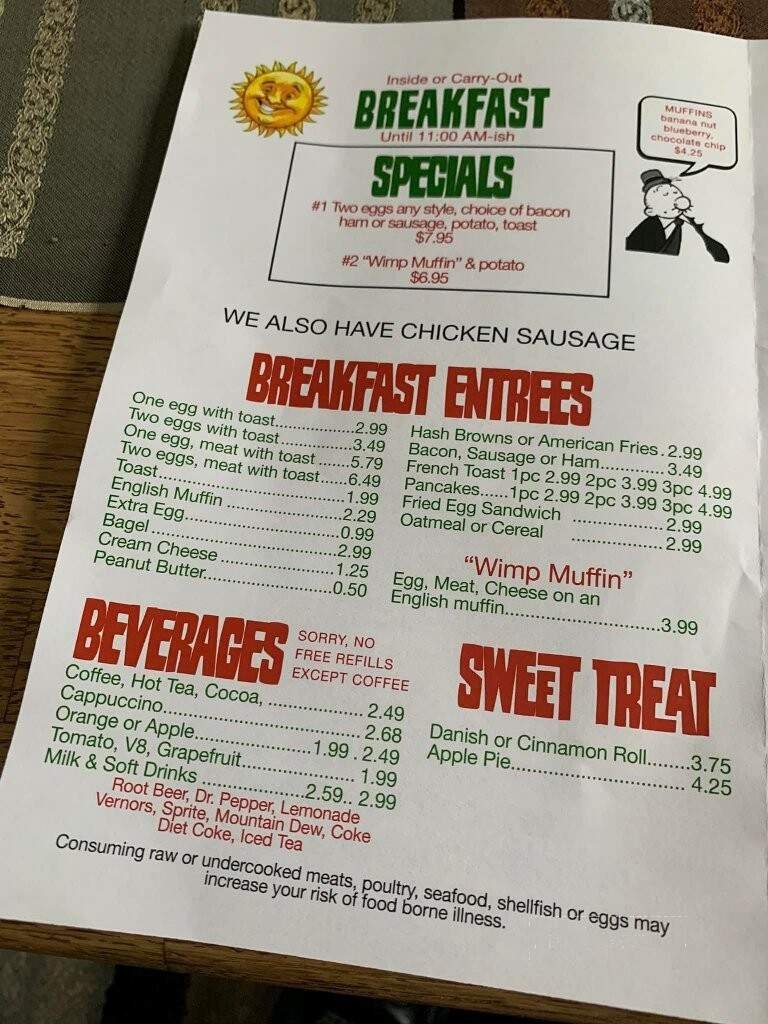 Inside or Carry-Out
BREAKFAST
Until 11:00 AM-ish
MUFFINS
banana nut
blueberry,
chocolate chip
$4.25
SPECIALS
#1 Two eggs any style, choice of bacon
ham or sausage, potato, toast
$7.95
#2 “Wimp Muffin” & potato
$6.95
WE ALSO HAVE CHICKEN SAUSAGE
BREAKFAST ENTREES
One egg with toast....................2.99
Two eggs with toast...................3.49
One egg, meat with toast .......5.79
Two eggs, meat with toast......6.49
Toast..................................1.99
English Muffin ......................2.29
Extra Egg............................0.99
Bagel..................................2.99
Cream Cheese .....................1.25
Peanut Butter.......................0.50
Hash Browns or American Fries.2.99
Bacon, Sausage or Ham............3.49
French Toast 1pc 2.99 2pc 3.99 3pc 4.99
Pancakes......1pc 2.99 2pc 3.99 3pc 4.99
Fried Egg Sandwich .................2.99
Oatmeal or Cereal .................2.99
“Wimp Muffin”
Egg, Meat, Cheese on an
English muffin.............................3.99
BEVERAGES
SORRY, NO
FREE REFILLS
EXCEPT COFFEE
Coffee, Hot Tea, Cocoa, .................. 2.49
Cappuccino..................................... 2.68
Orange or Apple......................1.99 . 2.49
Tomato, V8, Grapefruit..................... 1.99
Milk & Soft Drinks ....................2.59.. 2.99
Root Beer, Dr. Pepper, Lemonade
Vernors, Sprite, Mountain Dew, Coke
Diet Coke, Iced Tea
SWEET TREAT
Danish or Cinnamon Roll........3.75
Apple Pie................................ 4.25
Consuming raw or undercooked meats, poultry, seafood, shellfish or eggs may
increase your risk of food borne illness.